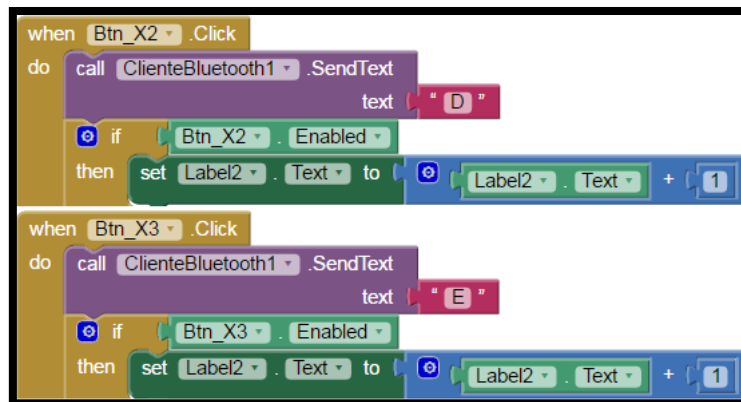 when Btn_X2 .Click
do call ClienteBluetooth1 .SendText
text " D "
if Btn_X2 . Enabled
then set Label2 . Text to Label2 . Text + 1
when Btn_X3 .Click
do call ClienteBluetooth1 .SendText
text " E "
if Btn_X3 . Enabled
then set Label2 . Text to Label2 . Text + 1